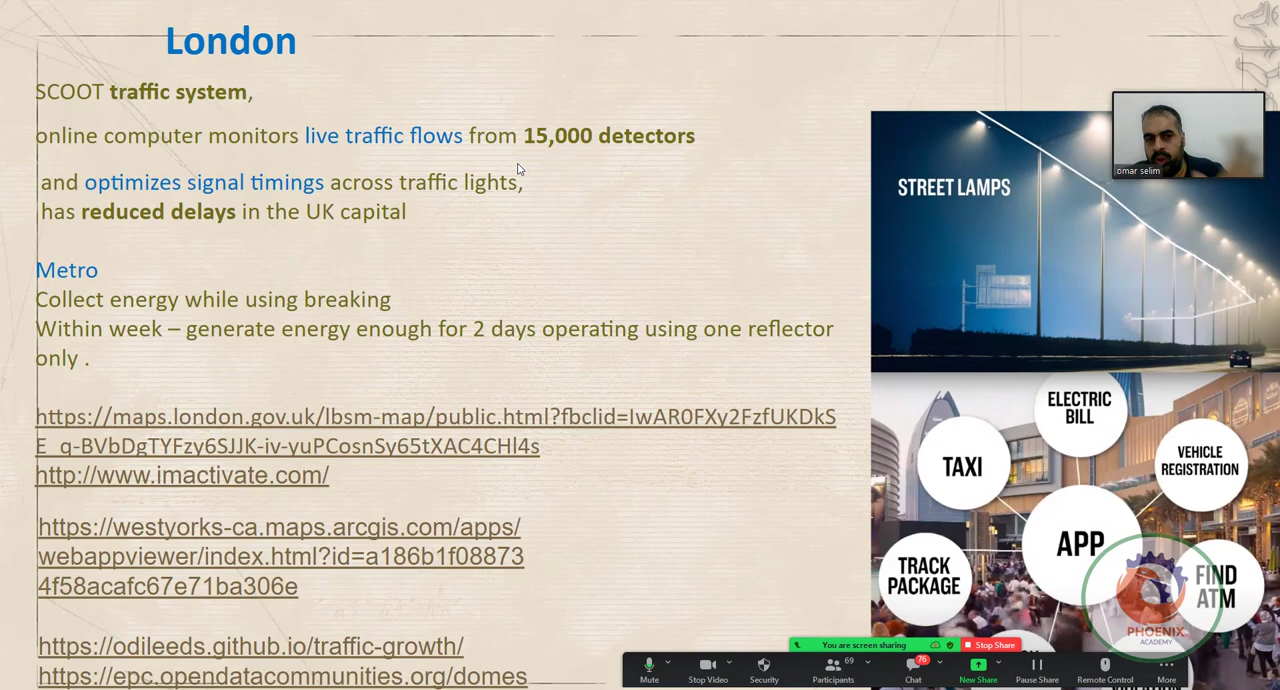 London
SCOOT traffic system,
online computer monitors live traffic flows from 15,000 detectors
and optimizes signal timings across traffic lights,
has reduced delays in the UK capital
Metro
Collect energy while using breaking
Within week – generate energy enough for 2 days operating using one reflector
only .
https://maps.london.gov.uk/lbsm-map/public.html?fbclid=IwAR0FXy2FzfUKDkS
E_q-BVbDgTYFzy6SJJK-iv-yuPCosnSy65tXAC4CHl4s
http://www.imactivate.com/
https://westyorks-ca.maps.arcgis.com/apps/
webappviewer/index.html?id=a186b1f08873
4f58acafc67e71ba306e
https://odileeds.github.io/traffic-growth/
https://epc.opendatacommunities.org/domes
STREET LAMPS
omar selim
ELECTRIC
BILL
TAXI
VEHICLE
REGISTRATION
APP
TRACK
PACKAGE
FIND
ATM
PHOENIX
ACADEMY
You are screen sharing
Stop Share
69
76
Mute
Stop Video
Security
Participants
Chat
New Share
Pause Share
Remote Control
More